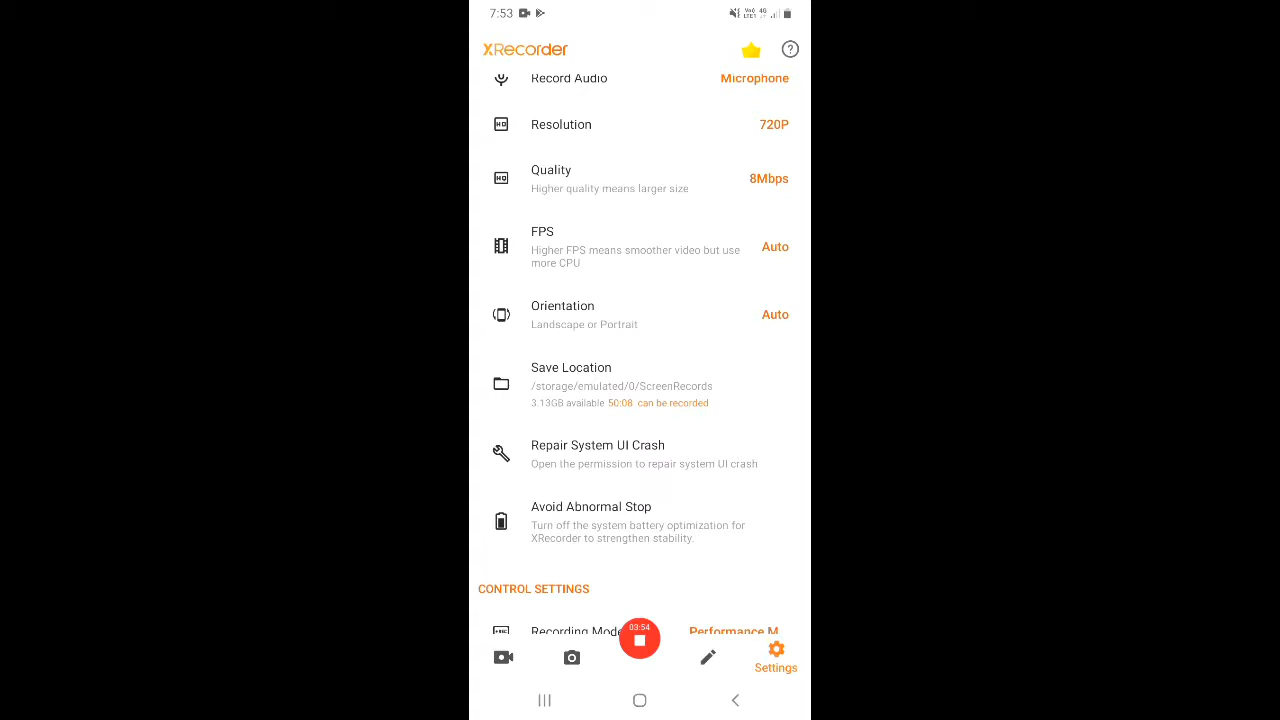 7:53
Vo) 4G
LTE1
XRecorder
Record Audio
Microphone
Resolution
720P
Quality
Higher quality means larger size
8Mbps
FPS
Higher FPS means smoother video but use
more CPU
Auto
Orientation
Landscape or Portrait
Auto
Save Location
/storage/emulated/0/ScreenRecords
3.13GB available 50:08 can be recorded
Repair System UI Crash
Open the permission to repair system UI crash
Avoid Abnormal Stop
Turn off the system battery optimization for
XRecorder to strengthen stability.
CONTROL SETTINGS
Recording Mode
Performance M...
03:54
Settings